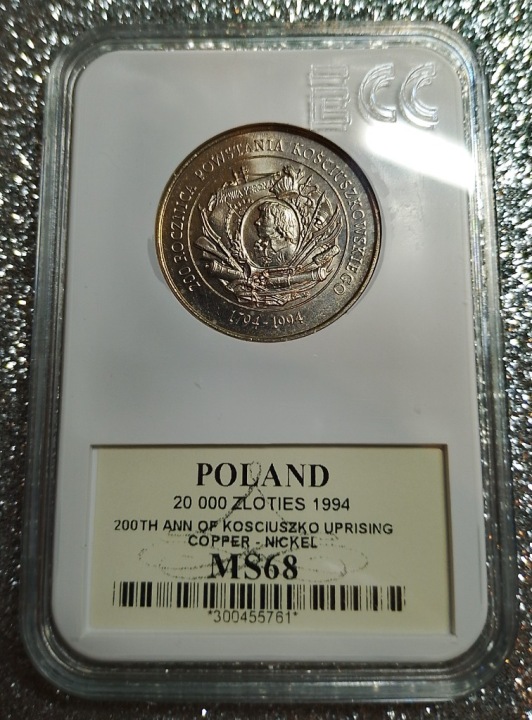 GCC
200 ROCZNICA POWSTANIA KOŚCIUSZKOWSKIEGO
1794-1994
POLAND
20 000 ZLOTIES 1994
200TH ANN OF KOSCIUSZKO UPRISING
COPPER - NICKEL
MS68
*300455761*